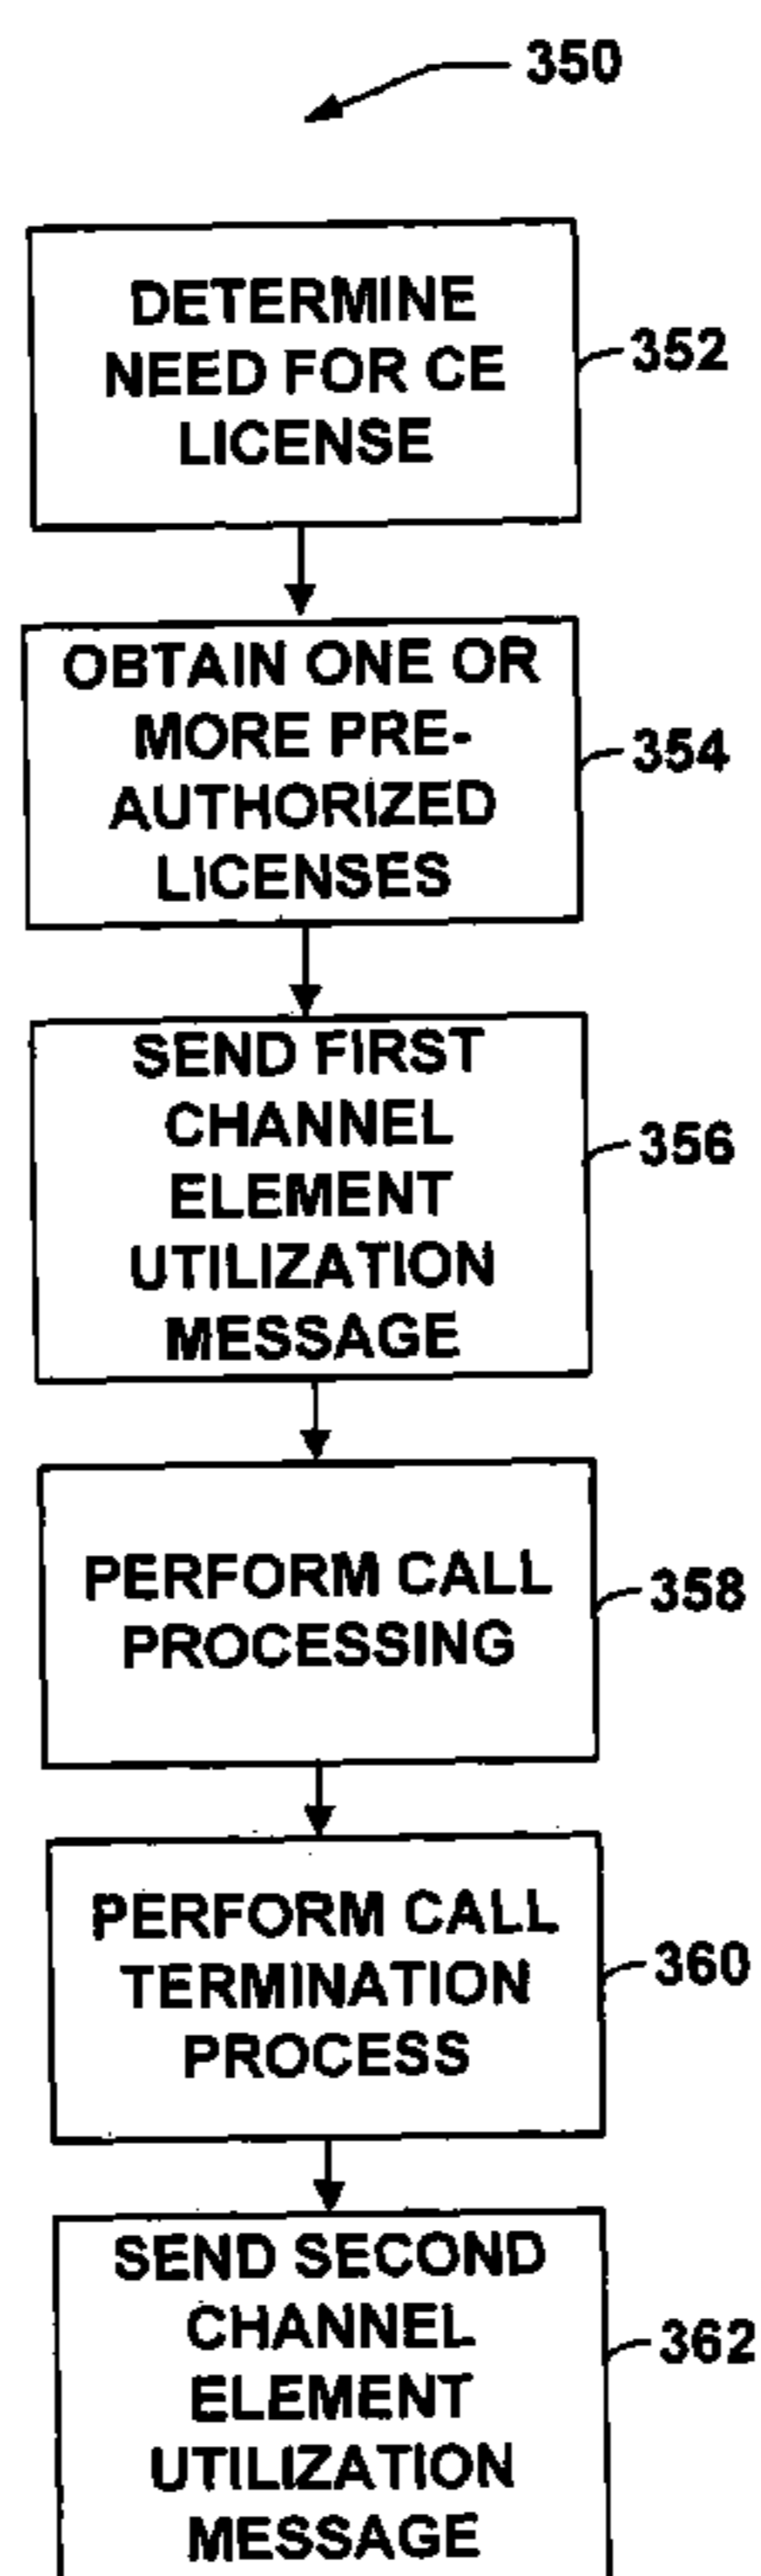 350
DETERMINE
NEED FOR CE
LICENSE
352
OBTAIN ONE OR
MORE PRE-
AUTHORIZED
LICENSES
354
SEND FIRST
CHANNEL
ELEMENT
UTILIZATION
MESSAGE
356
PERFORM CALL
PROCESSING
358
PERFORM CALL
TERMINATION
PROCESS
360
SEND SECOND
CHANNEL
ELEMENT
UTILIZATION
MESSAGE
362